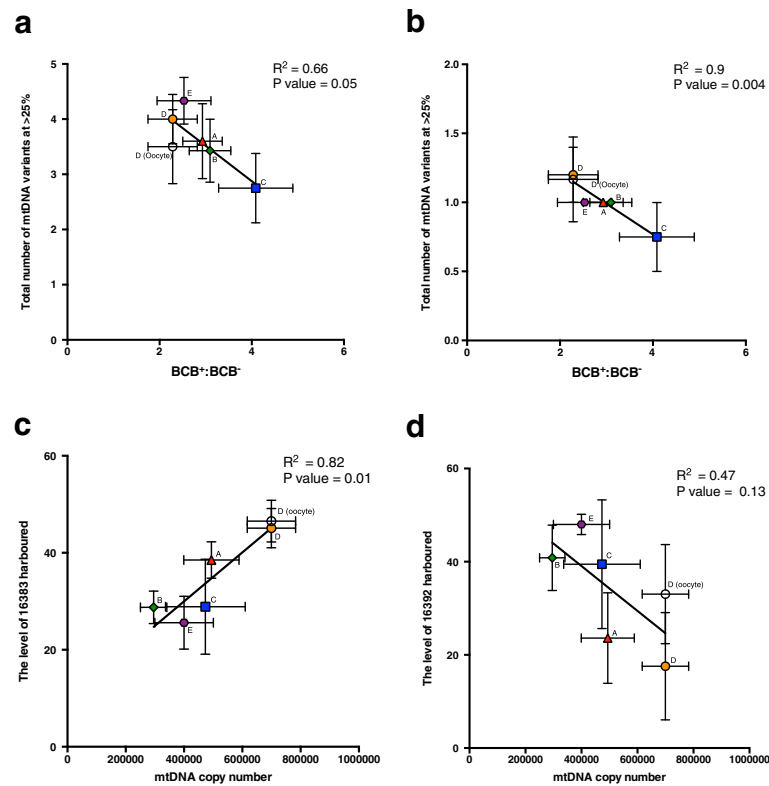 a
R² = 0.66
P value = 0.05
Total number of mtDNA variants at >25%
5
4
3
2
1
0
E
D
D (Oocyte)
A
B
C
0 2 4 6
BCB⁺:BCB⁻
b
R² = 0.9
P value = 0.004
Total number of mtDNA variants at >25%
2.0
1.5
1.0
0.5
0.0
D
D (Oocyte)
E
A
B
C
0 2 4 6
BCB⁺:BCB⁻
c
R² = 0.82
P value = 0.01
The level of 16383 harboured
60
40
20
0
D (oocyte)
D
A
B
C
E
0 200000 400000 600000 800000 1000000
mtDNA copy number
d
R² = 0.47
P value = 0.13
The level of 16392 harboured
60
40
20
0
E
B
C
D (oocyte)
A
D
0 200000 400000 600000 800000 1000000
mtDNA copy number